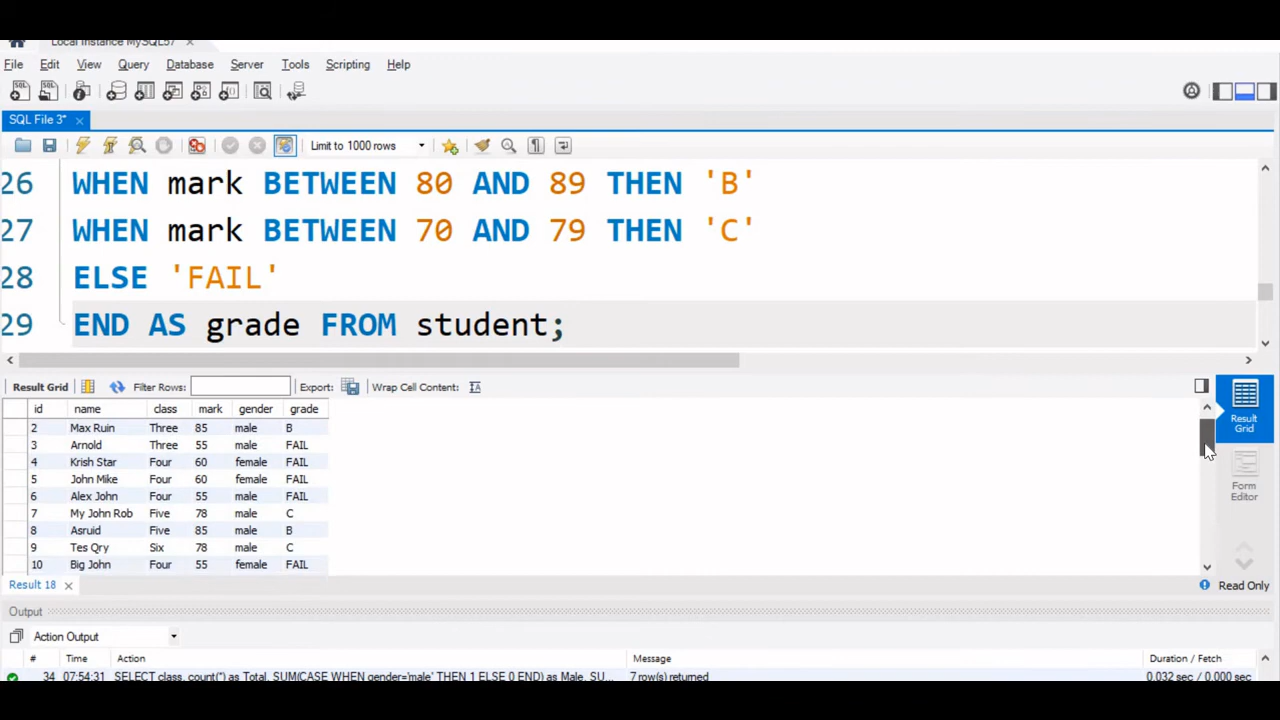 Local instance MySQL57 ×
File Edit View Query Database Server Tools Scripting Help
SQL File 3* ×
Limit to 1000 rows
26 WHEN mark BETWEEN 80 AND 89 THEN 'B'
27 WHEN mark BETWEEN 70 AND 79 THEN 'C'
28 ELSE 'FAIL'
29 END AS grade FROM student;
Result Grid Filter Rows: Export: Wrap Cell Content:
id name class mark gender grade
2 Max Ruin Three 85 male B
3 Arnold Three 55 male FAIL
4 Krish Star Four 60 female FAIL
5 John Mike Four 60 female FAIL
6 Alex John Four 55 male FAIL
7 My John Rob Five 78 male C
8 Asruid Five 85 male B
9 Tes Qry Six 78 male C
10 Big John Four 55 female FAIL
Result Grid
Form Editor
Result 18 × Read Only
Output
Action Output
# Time Action Message Duration / Fetch
34 07:54:31 SELECT class, count(*) as Total, SUM(CASE WHEN gender='male' THEN 1 ELSE 0 END) as Male, SU... 7 row(s) returned 0.032 sec / 0.000 sec